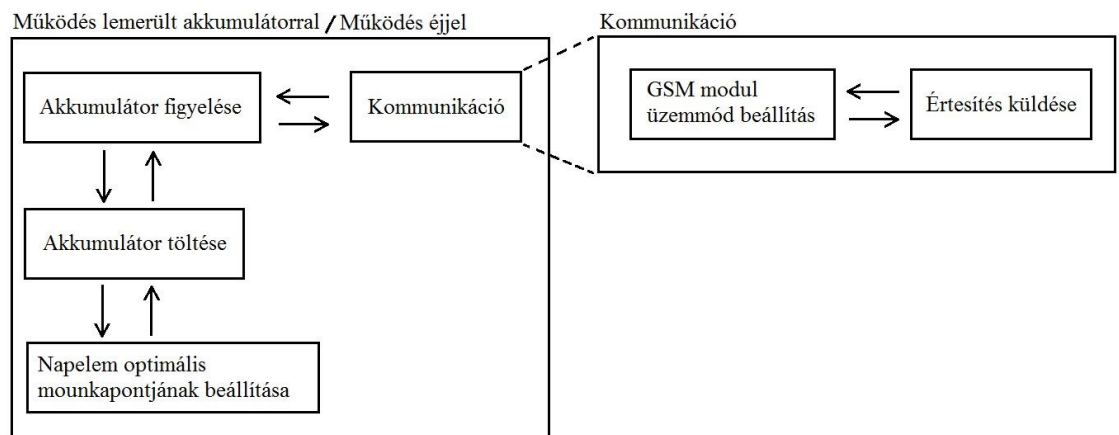 Működés lemerült akkumulátorral / Működés éjjel
Akkumulátor figyelése
Kommunikáció
Akkumulátor töltése
Napelem optimális
mounkapontjának beállítása
Kommunikáció
GSM modul
üzemmód beállítás
Értesítés küldése